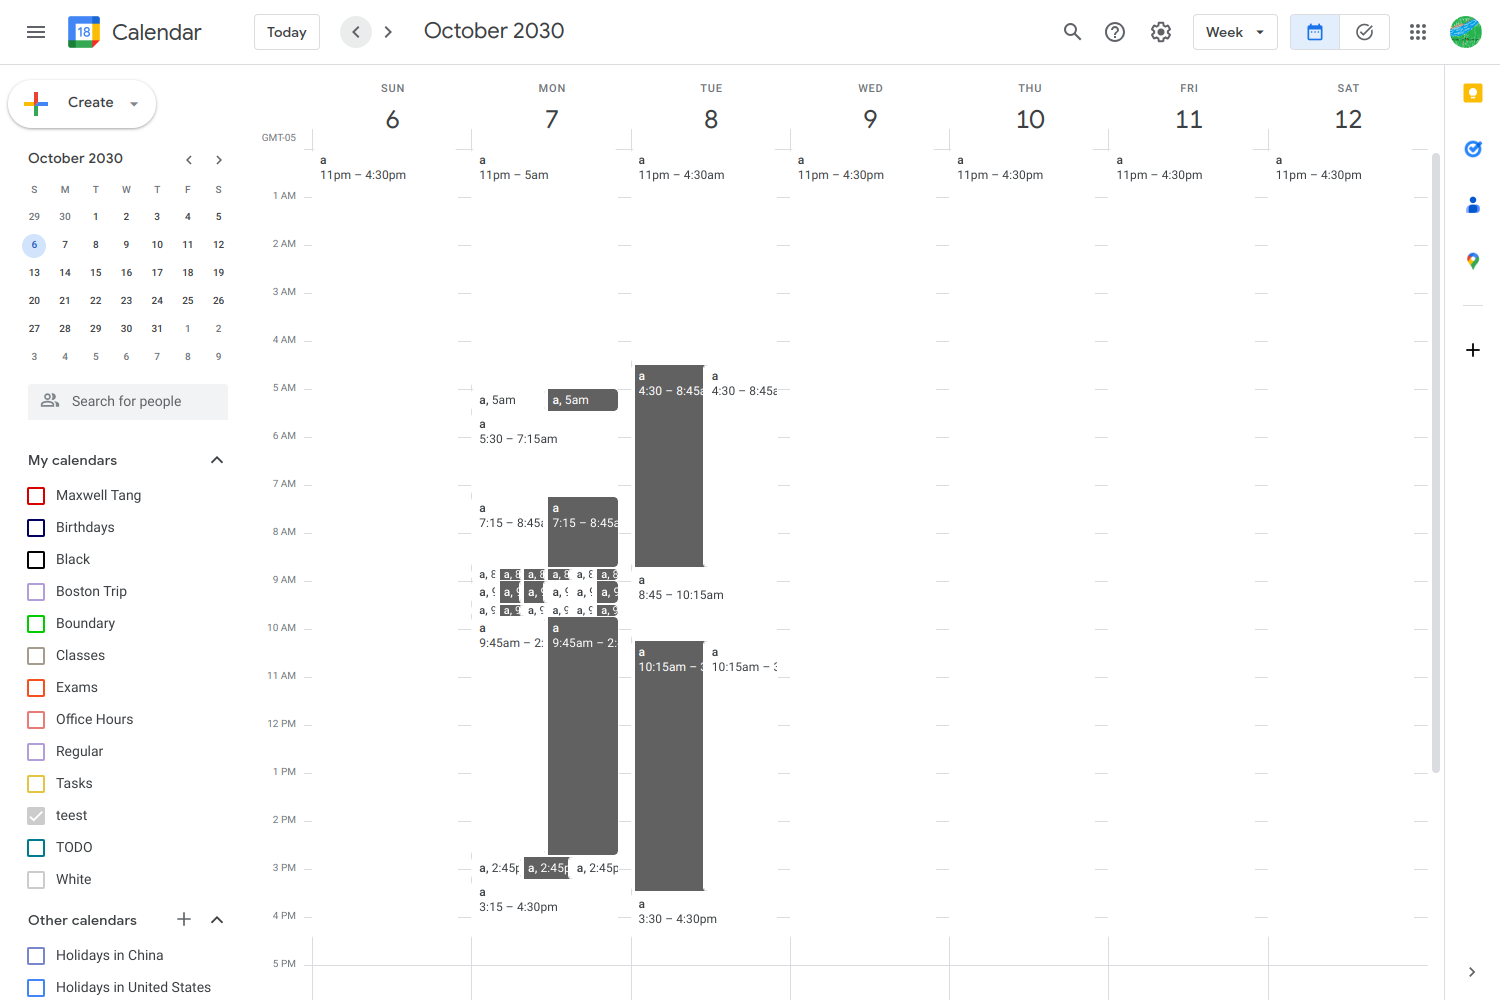 18 Calendar Today October 2030 Week
Create
October 2030
S M T W T F S
29 30 1 2 3 4 5
6 7 8 9 10 11 12
13 14 15 16 17 18 19
20 21 22 23 24 25 26
27 28 29 30 31 1 2
3 4 5 6 7 8 9
Search for people
My calendars
Maxwell Tang
Birthdays
Black
Boston Trip
Boundary
Classes
Exams
Office Hours
Regular
Tasks
teest
TODO
White
Other calendars
Holidays in China
Holidays in United States
SUN MON TUE WED THU FRI SAT
6 7 8 9 10 11 12
GMT-05
a a a a a a a
11pm – 4:30pm 11pm – 5am 11pm – 4:30am 11pm – 4:30pm 11pm – 4:30pm 11pm – 4:30pm 11pm – 4:30pm
1 AM
2 AM
3 AM
4 AM
a a
4:30 – 8:45a 4:30 – 8:45a
5 AM
a, 5am a, 5am
a
6 AM
5:30 – 7:15am
7 AM
a a
7:15 – 8:45a 7:15 – 8:45a
8 AM
a, 8 a, 8 a, 8 a, 8 a, 8 a, 8
9 AM
a
8:45 – 10:15am
a, 9 a, 9 a, 9 a, 9 a, 9 a, 9
a, 9 a, 9 a, 9 a, 9 a, 9 a, 9
10 AM
a a
9:45am – 2: 9:45am – 2:
a a
10:15am – 3 10:15am – 3
11 AM
12 PM
1 PM
2 PM
3 PM
a, 2:45p a, 2:45p a, 2:45p
a
3:15 – 4:30pm
a
4 PM
3:30 – 4:30pm
5 PM